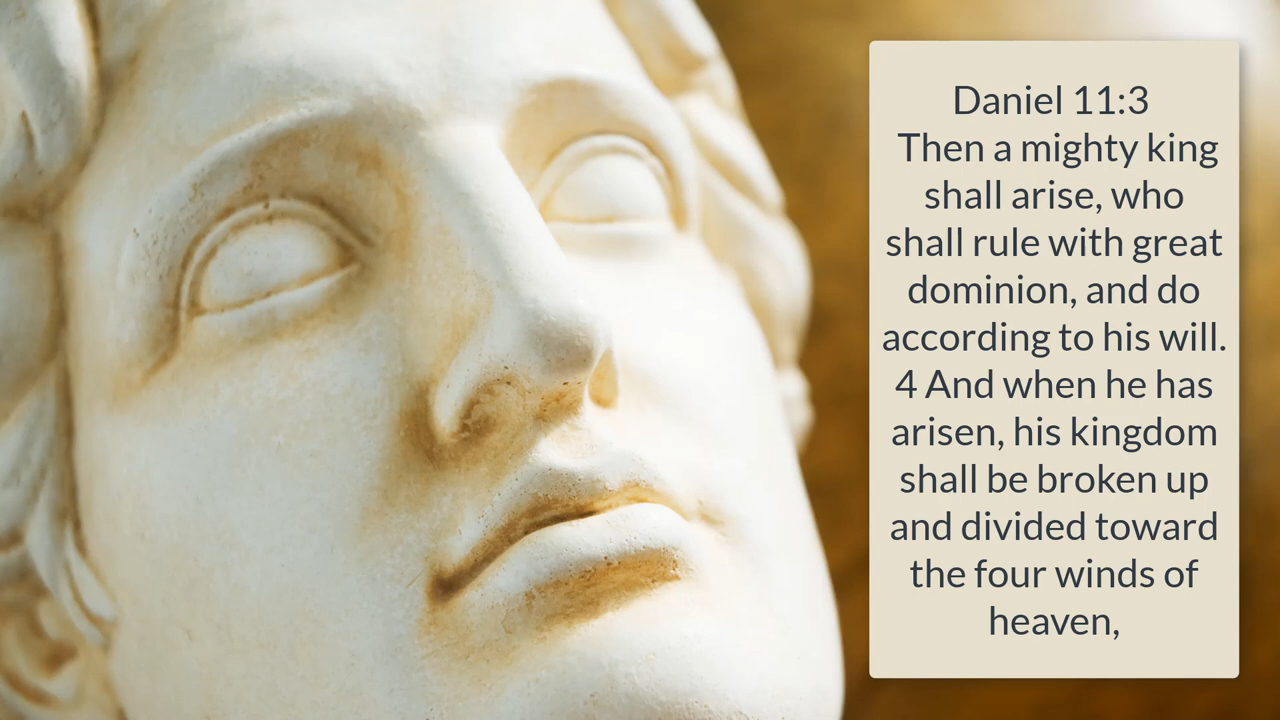 Daniel 11:3
Then a mighty king
shall arise, who
shall rule with great
dominion, and do
according to his will.
4 And when he has
arisen, his kingdom
shall be broken up
and divided toward
the four winds of
heaven,